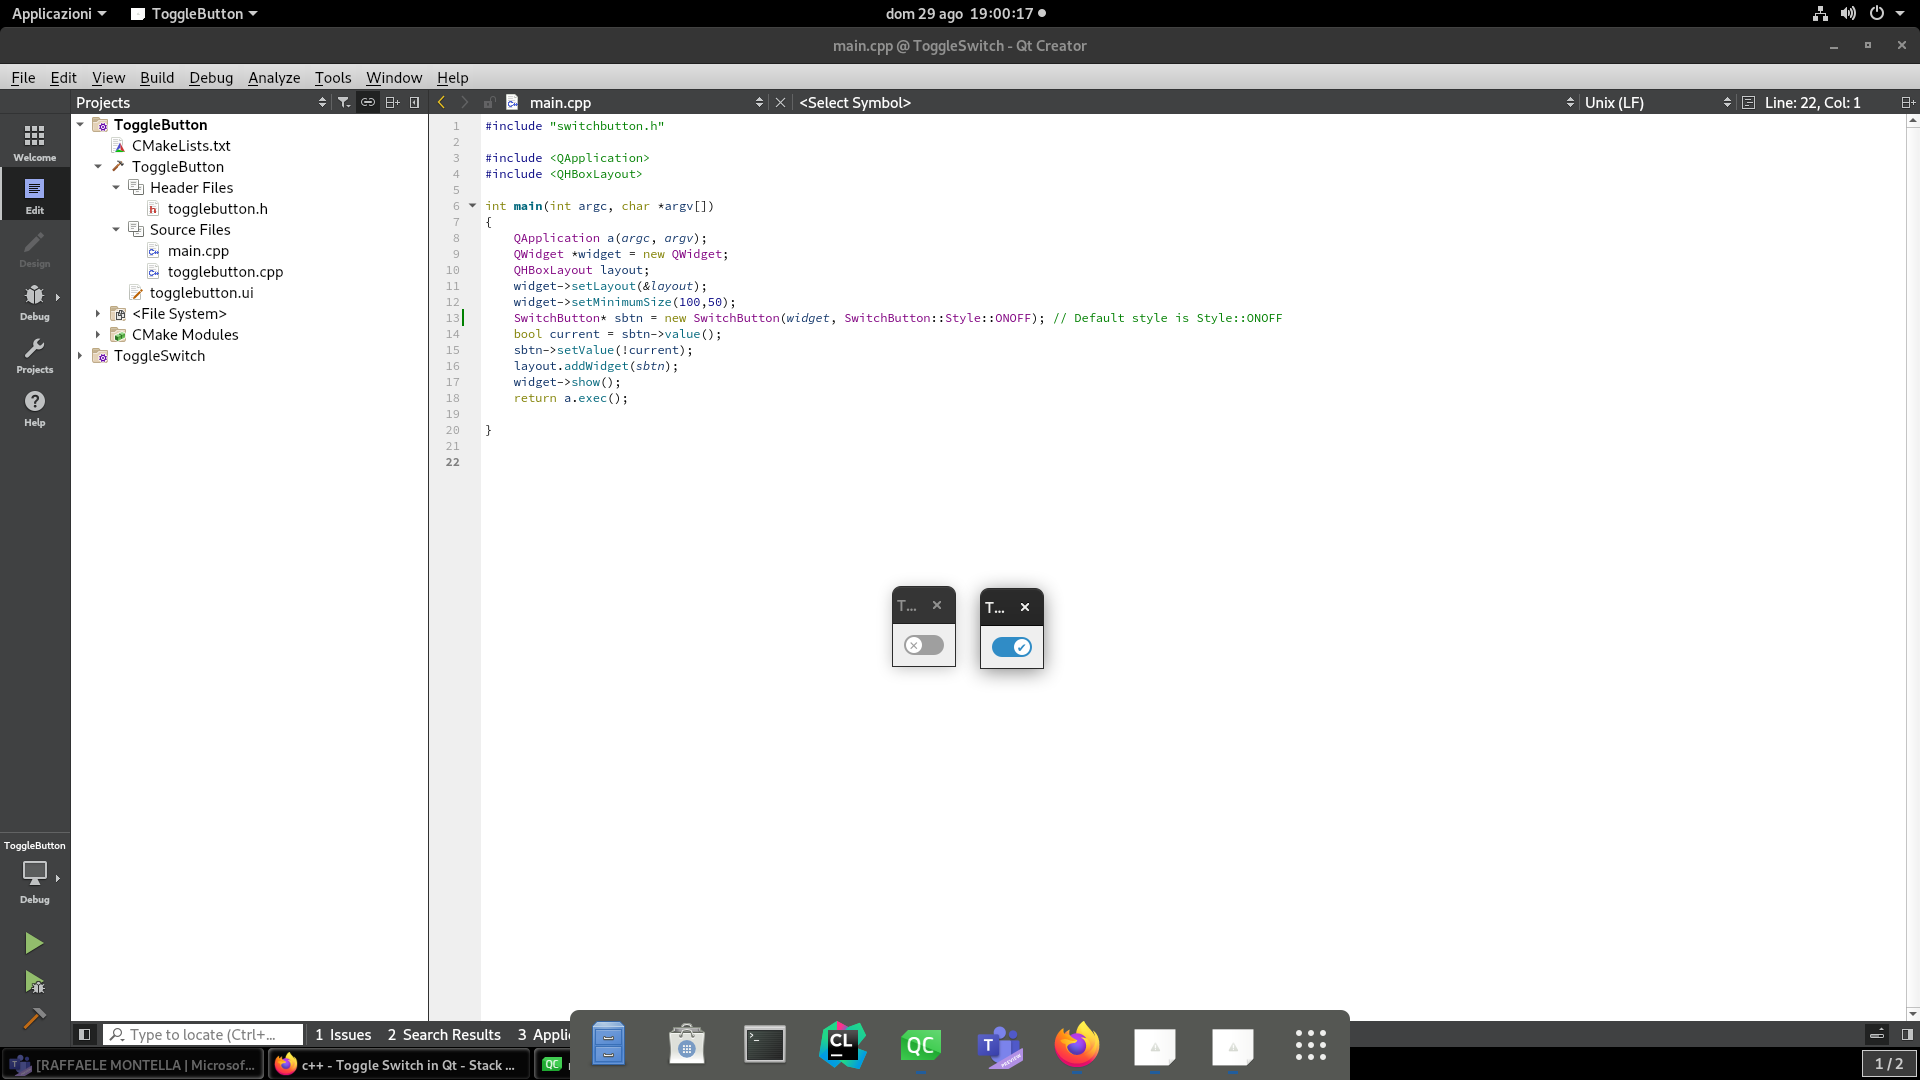 Applicazioni ToggleButton dom 29 ago 19:00:17
main.cpp @ ToggleSwitch - Qt Creator
File Edit View Build Debug Analyze Tools Window Help
Projects main.cpp <Select Symbol> Unix (LF) Line: 22, Col: 1
Welcome
Edit
Design
Debug
Projects
Help
ToggleButton
Debug
ToggleButton
CMakeLists.txt
ToggleButton
Header Files
togglebutton.h
Source Files
main.cpp
togglebutton.cpp
togglebutton.ui
<File System>
CMake Modules
ToggleSwitch
1 #include "switchbutton.h"
2
3 #include <QApplication>
4 #include <QHBoxLayout>
5
6 int main(int argc, char *argv[])
7 {
8 QApplication a(argc, argv);
9 QWidget *widget = new QWidget;
10 QHBoxLayout layout;
11 widget->setLayout(&layout);
12 widget->setMinimumSize(100,50);
13 SwitchButton* sbtn = new SwitchButton(widget, SwitchButton::Style::ONOFF); // Default style is Style::ONOFF
14 bool current = sbtn->value();
15 sbtn->setValue(!current);
16 layout.addWidget(sbtn);
17 widget->show();
18 return a.exec();
19
20 }
21
22
T... T...
Type to locate (Ctrl+... 1 Issues 2 Search Results 3 Appli
CL QC T PREVIEW
[RAFFAELE MONTELLA | Microsof... c++ - Toggle Switch in Qt - Stack ... QC 1 / 2